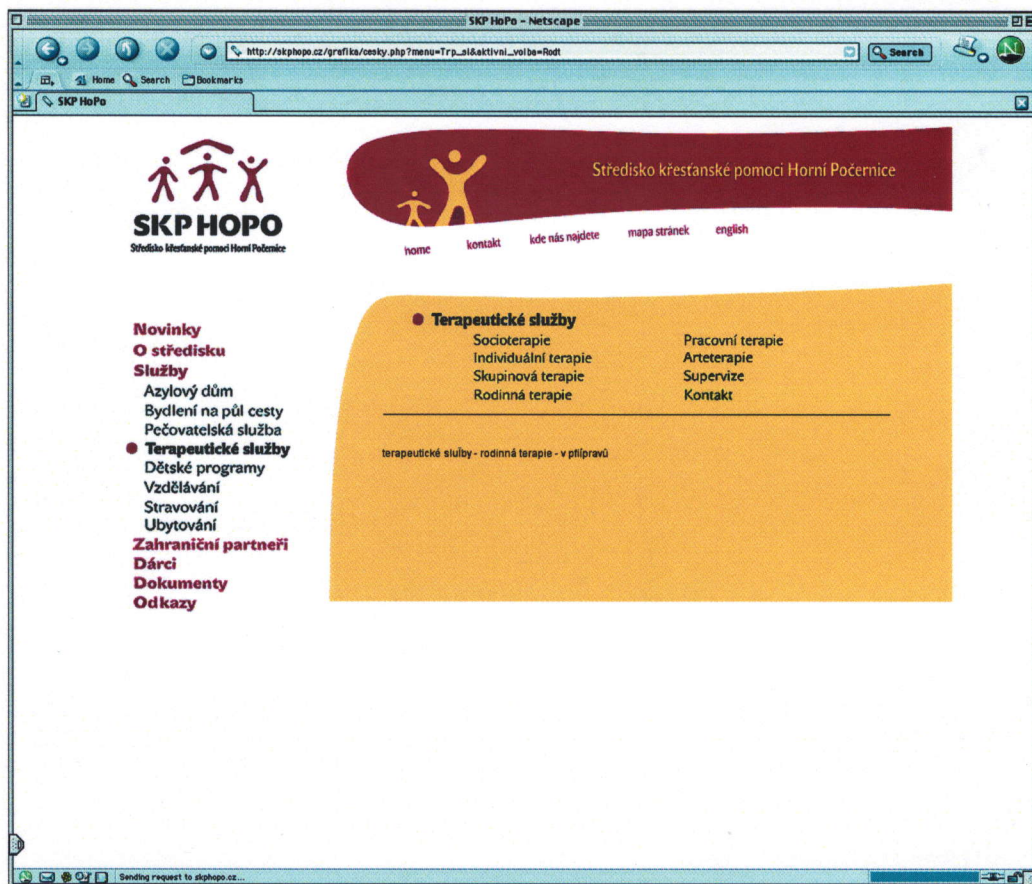 SKP HoPo - Netscape
http://skphopo.cz/grafika/cesky.php?menu=Trp_sl&aktivni_volba=Rodt
Search
Home Search Bookmarks
SKP HoPo
SKP HOPO
Středisko křesťanské pomoci Horní Počernice
Středisko křesťanské pomoci Horní Počernice
home kontakt kde nás najdete mapa stránek english
Novinky
O středisku
Služby
Azylový dům
Bydlení na půl cesty
Pečovatelská služba
Terapeutické služby
Dětské programy
Vzdělávání
Stravování
Ubytování
Zahraniční partneři
Dárci
Dokumenty
Odkazy
Terapeutické služby
Socioterapie
Individuální terapie
Skupinová terapie
Rodinná terapie
Pracovní terapie
Arteterapie
Supervize
Kontakt
terapeutické sluľby - rodinná terapie - v přípravů
Sending request to skphopo.cz...